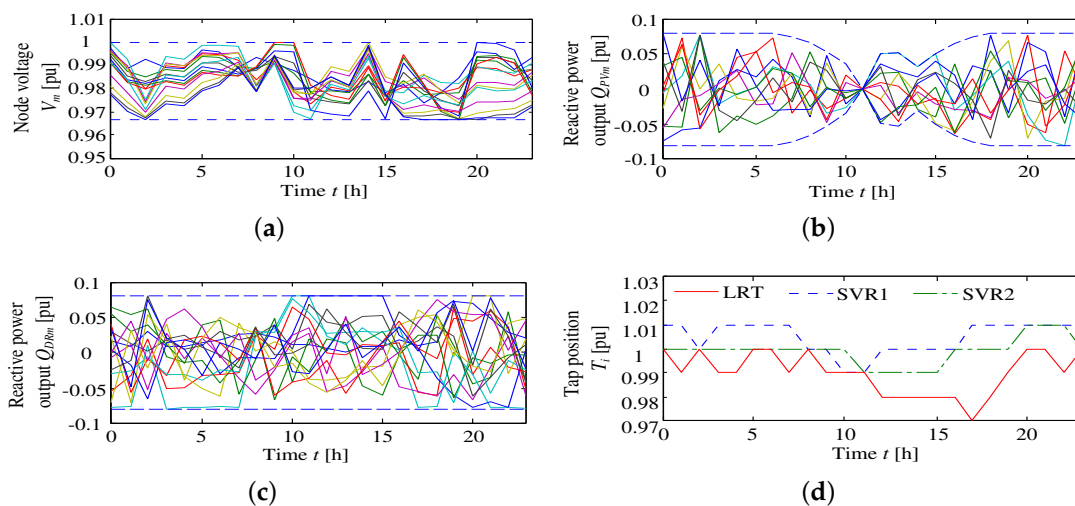 1.01
1
0.99
0.98
0.97
0.96
0.95
Node voltage
V_m [pu]
0 5 10 15 20
Time t [h]
(a)
0.1
0.05
0
-0.05
-0.1
Reactive power
output Q_PVm [pu]
0 5 10 15 20
Time t [h]
(b)
0.1
0.05
0
-0.05
-0.1
Reactive power
output Q_DRm [pu]
0 5 10 15 20
Time t [h]
(c)
1.03
1.02
1.01
1
0.99
0.98
0.97
Tap position
T_i [pu]
LRT SVR1 SVR2
0 5 10 15 20
Time t [h]
(d)